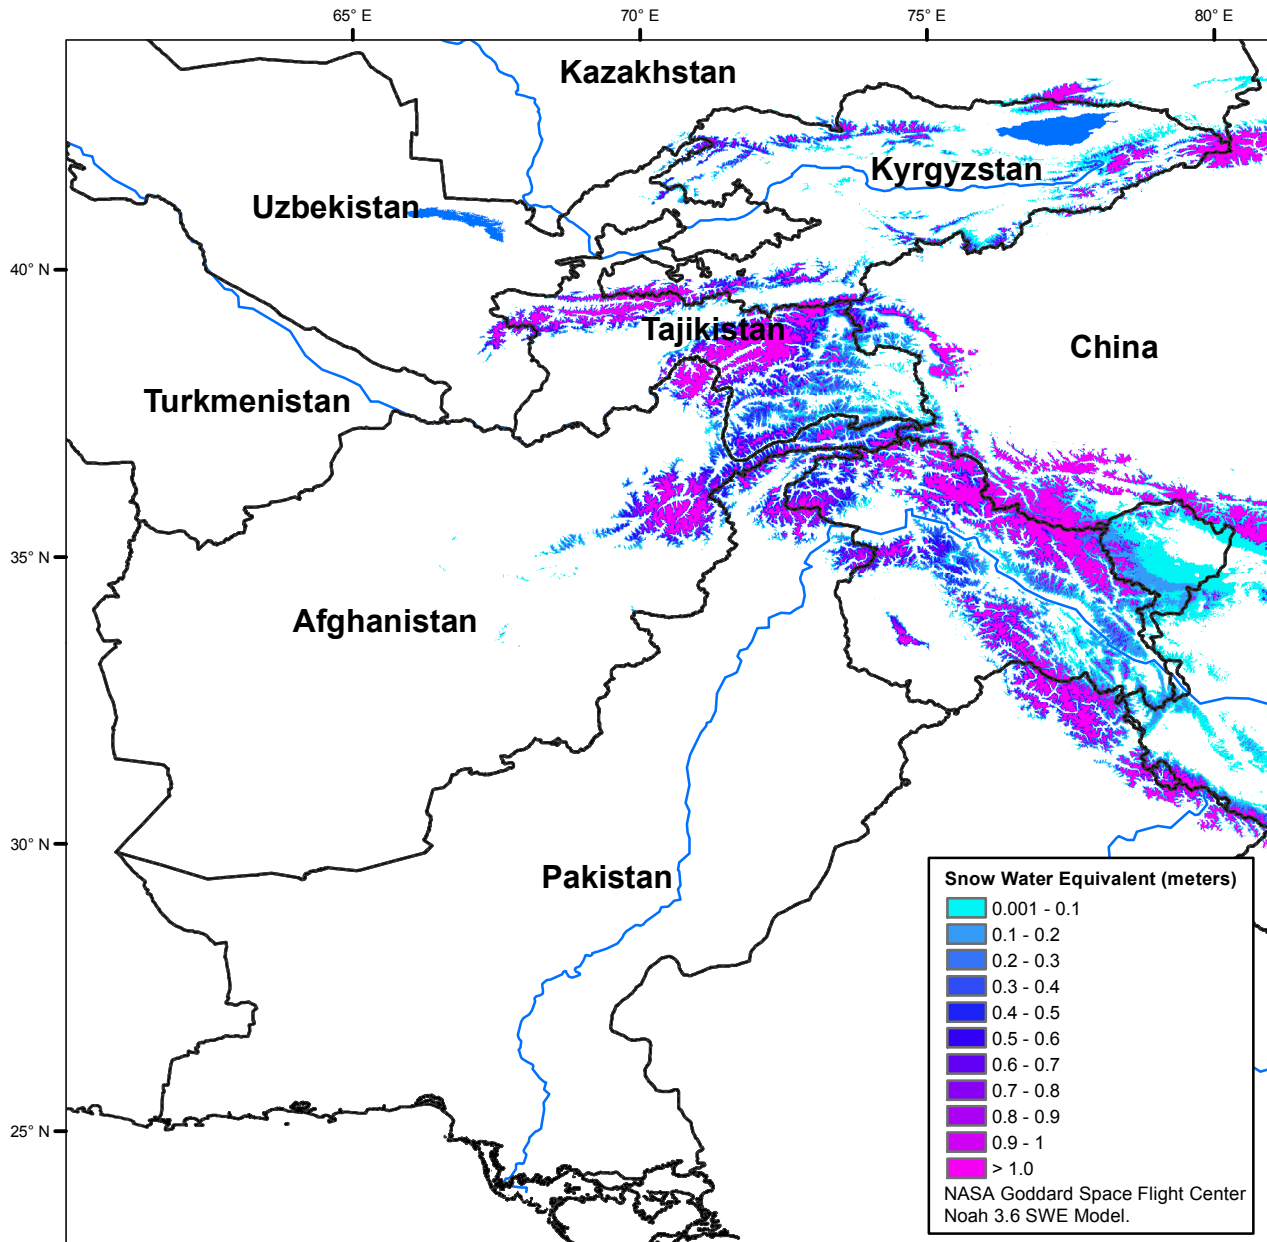 65° E
70° E
75° E
80° E
Kazakhstan
Kyrgyzstan
Uzbekistan
40° N
Tajikistan
China
Turkmenistan
35° N
Afghanistan
30° N
Pakistan
25° N
Snow Water Equivalent (meters)
0.001 - 0.1
0.1 - 0.2
0.2 - 0.3
0.3 - 0.4
0.4 - 0.5
0.5 - 0.6
0.6 - 0.7
0.7 - 0.8
0.8 - 0.9
0.9 - 1
> 1.0
NASA Goddard Space Flight Center
Noah 3.6 SWE Model.